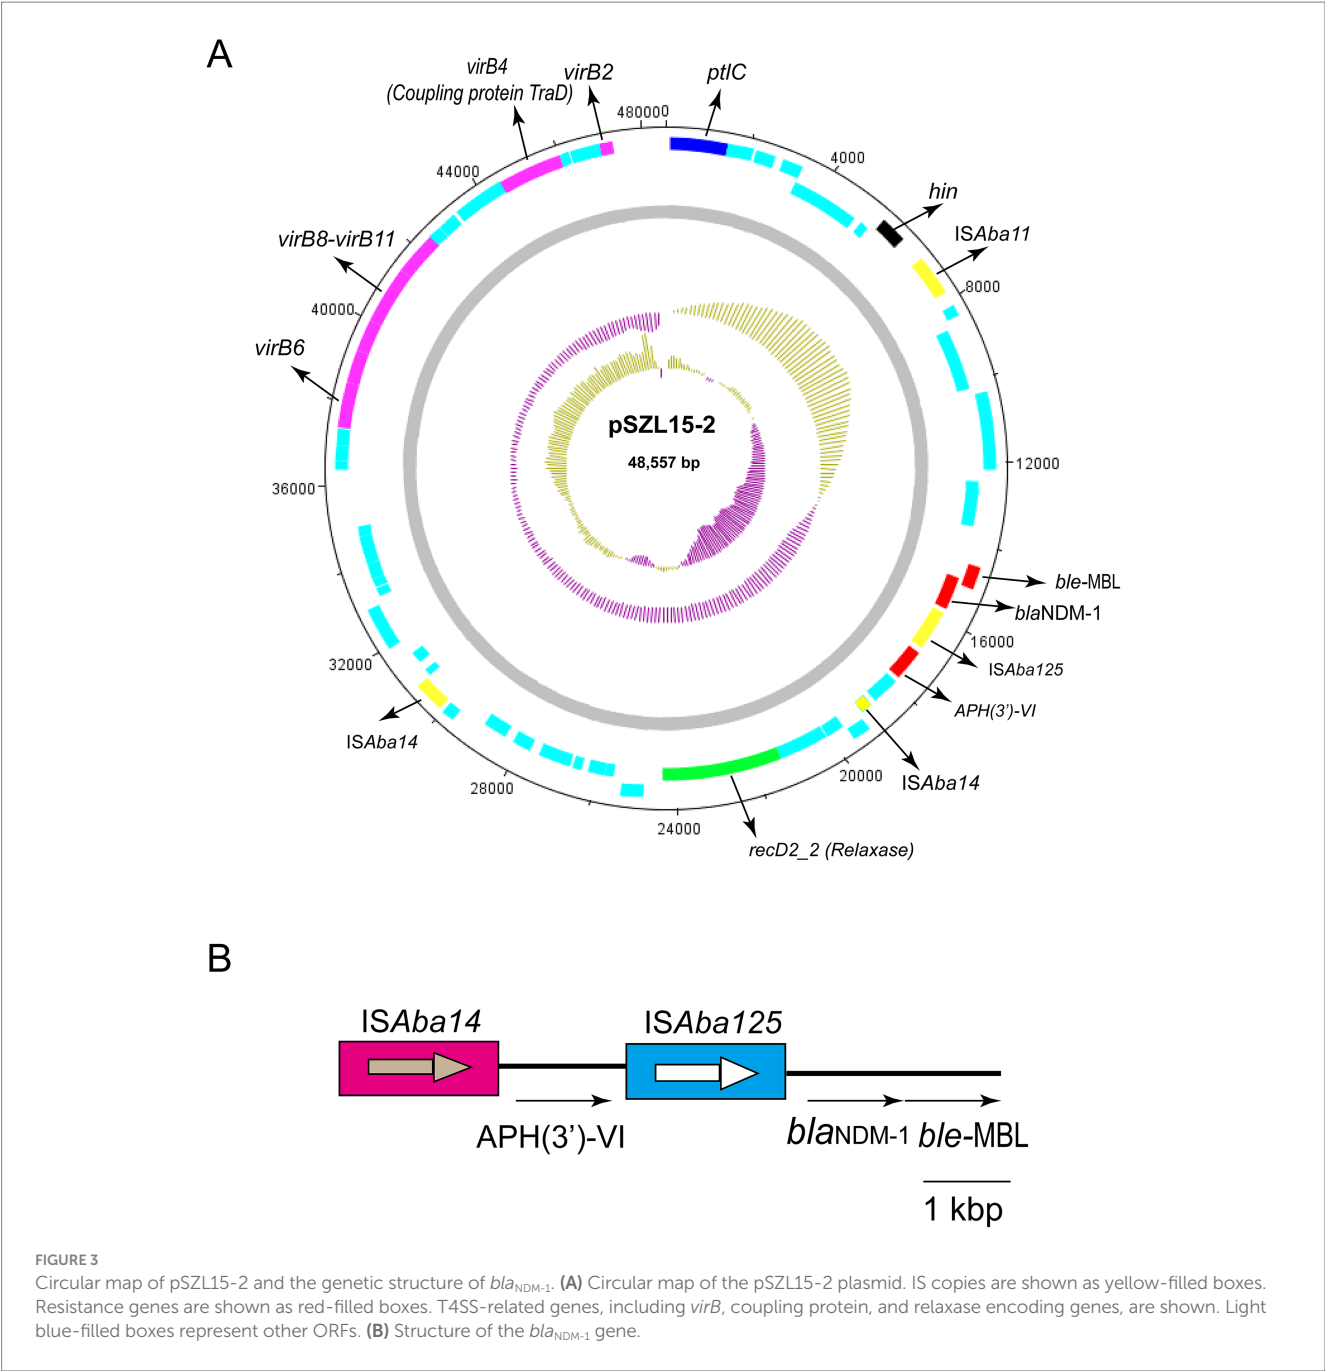 A
virB4
(Coupling protein TraD)
virB2
ptlC
480000
4000
44000
hin
ISAba11
virB8-virB11
8000
40000
virB6
pSZL15-2
48,557 bp
12000
36000
ble-MBL
blaNDM-1
16000
ISAba125
32000
APH(3’)-VI
ISAba14
20000
ISAba14
28000
24000
recD2_2 (Relaxase)
B
ISAba14
ISAba125
APH(3’)-VI
blaNDM-1 ble-MBL
1 kbp
FIGURE 3
Circular map of pSZL15-2 and the genetic structure of blaNDM-1. (A) Circular map of the pSZL15-2 plasmid. IS copies are shown as yellow-filled boxes.
Resistance genes are shown as red-filled boxes. T4SS-related genes, including virB, coupling protein, and relaxase encoding genes, are shown. Light
blue-filled boxes represent other ORFs. (B) Structure of the blaNDM-1 gene.